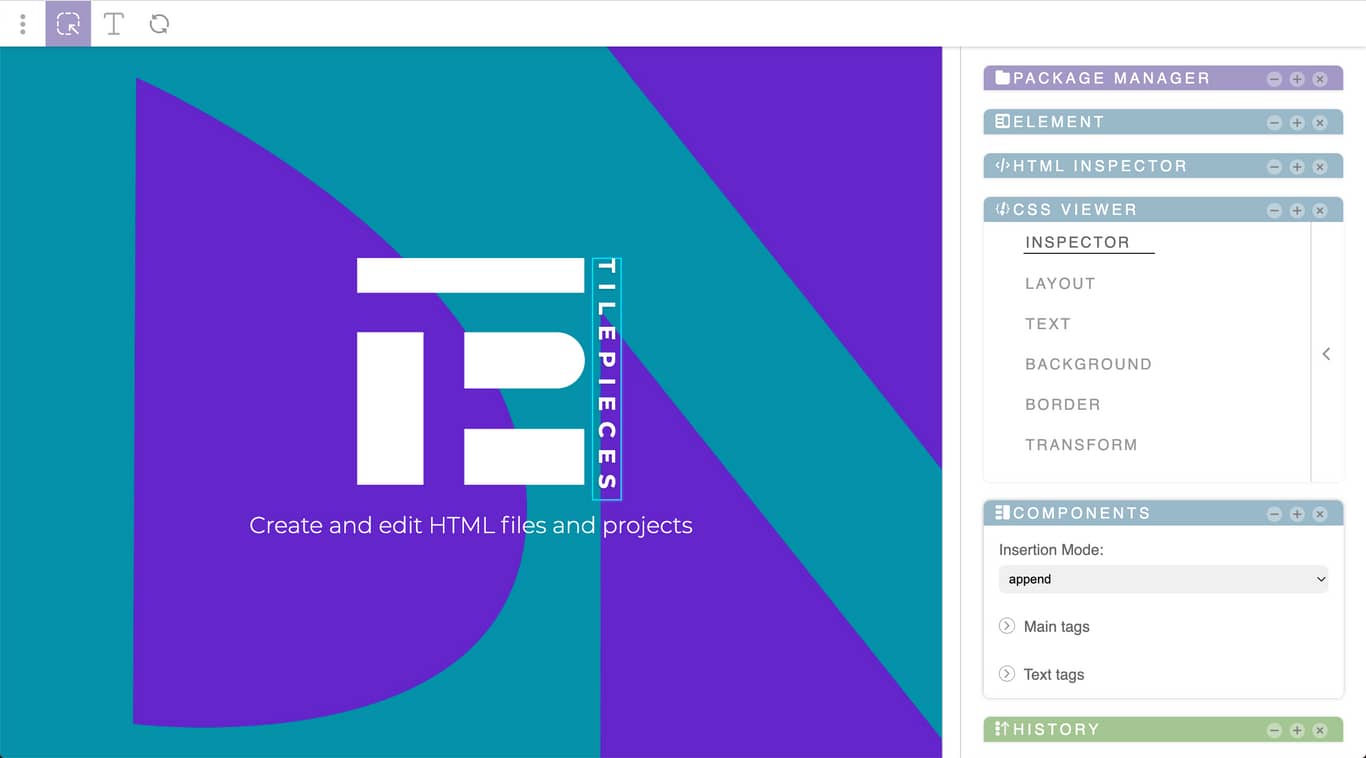 T
TILEPIECES
Create and edit HTML files and projects
PACKAGE MANAGER
ELEMENT
HTML INSPECTOR
CSS VIEWER
INSPECTOR
LAYOUT
TEXT
BACKGROUND
BORDER
TRANSFORM
COMPONENTS
Insertion Mode:
append
Main tags
Text tags
HISTORY